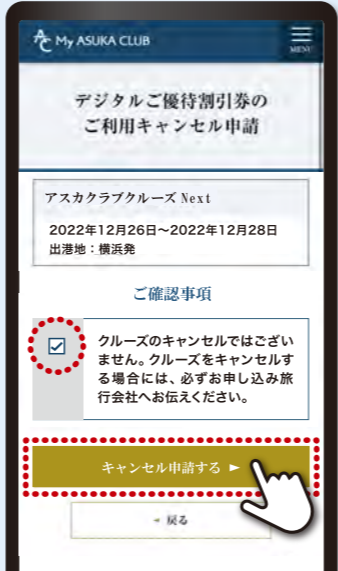 My ASUKA CLUB
MENU
デジタルご優待割引券の
ご利用キャンセル申請
アスカクラブクルーズ Next
2022年12月26日～2022年12月28日
出港地：横浜発
ご確認事項
クルーズのキャンセルではござい
ません。クルーズをキャンセルす
る場合には、必ずお申し込み旅
行会社へお伝えください。
キャンセル申請する ▶
戻る